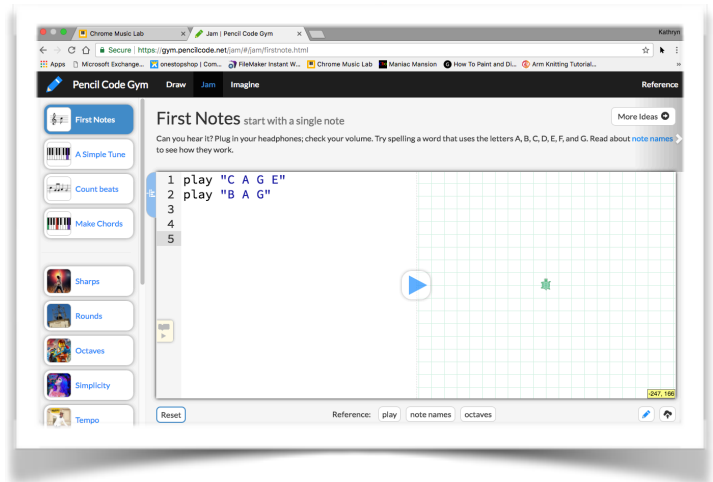 Chrome Music Lab
Jam | Pencil Code Gym
Kathryn
Secure | https://gym.pencilcode.net/jam/#/jam/firstnote.html
Apps Microsoft Exchange... onestopshop | Com... FileMaker Instant W... Chrome Music Lab Maniac Mansion How To Paint and Di... Arm Knitting Tutorial... »
Pencil Code Gym Draw Jam Imagine Reference
First Notes
A Simple Tune
Count beats
Make Chords
Sharps
Rounds
Octaves
Simplicity
Tempo
First Notes start with a single note
More Ideas
Can you hear it? Plug in your headphones; check your volume. Try spelling a word that uses the letters A, B, C, D, E, F, and G. Read about note names
to see how they work.
1 play "C A G E"
2 play "B A G"
3
4
5
-247, 166
Reset
Reference: play note names octaves